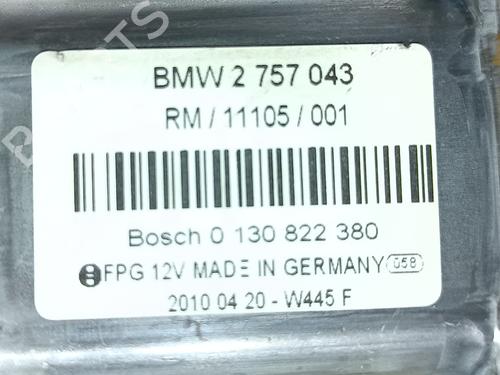 BMW 2 757 043
RM / 11105 / 001
Bosch 0 130 822 380
FPG 12V MADE IN GERMANY 058
2010 04 20 - W445 F